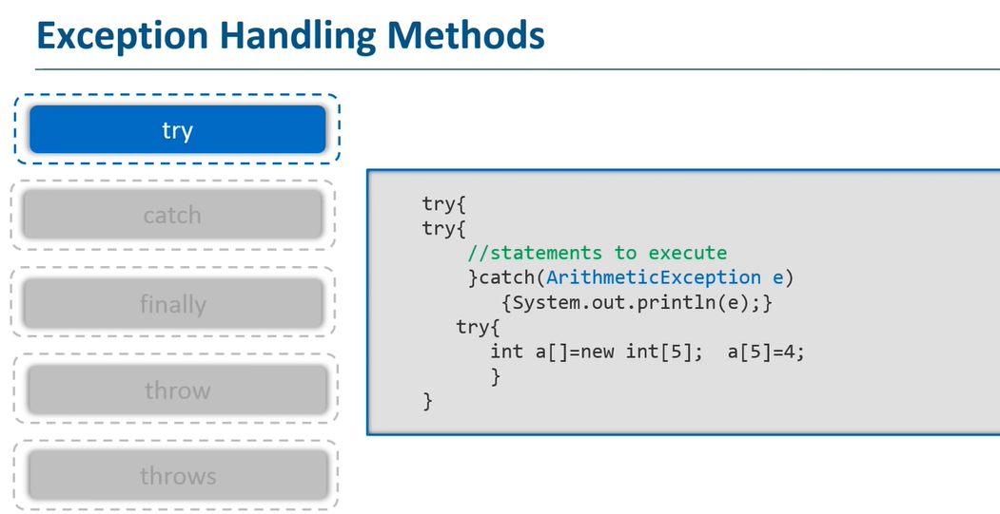 Exception Handling Methods
try
catch
finally
throw
throws
try{
try{
//statements to execute
}catch(ArithmeticException e)
{System.out.println(e);}
try{
int a[]=new int[5];  a[5]=4;
}
}